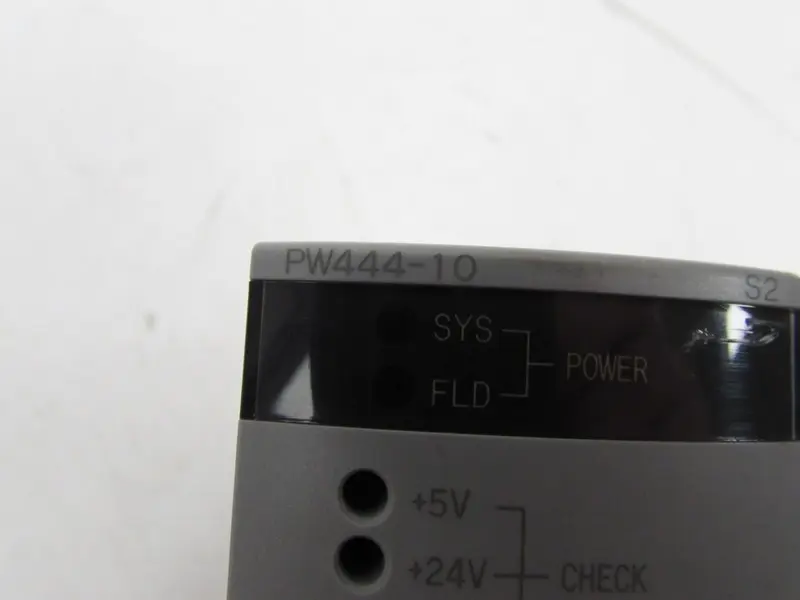 PW444-10
S2
SYS
POWER
FLD
+5V
+24V
CHECK